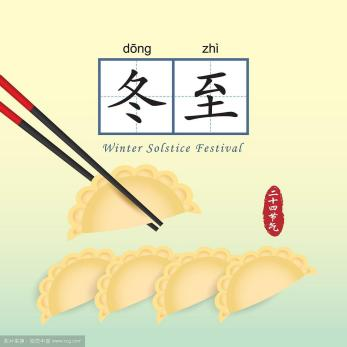 dōng zhì
冬至
Winter Solstice Festival
二十四节气